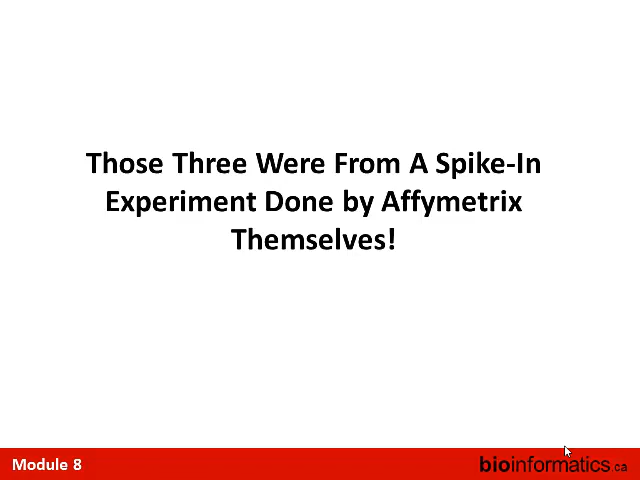 Those Three Were From A Spike-In
Experiment Done by Affymetrix
Themselves!
Module 8
bioinformatics.ca